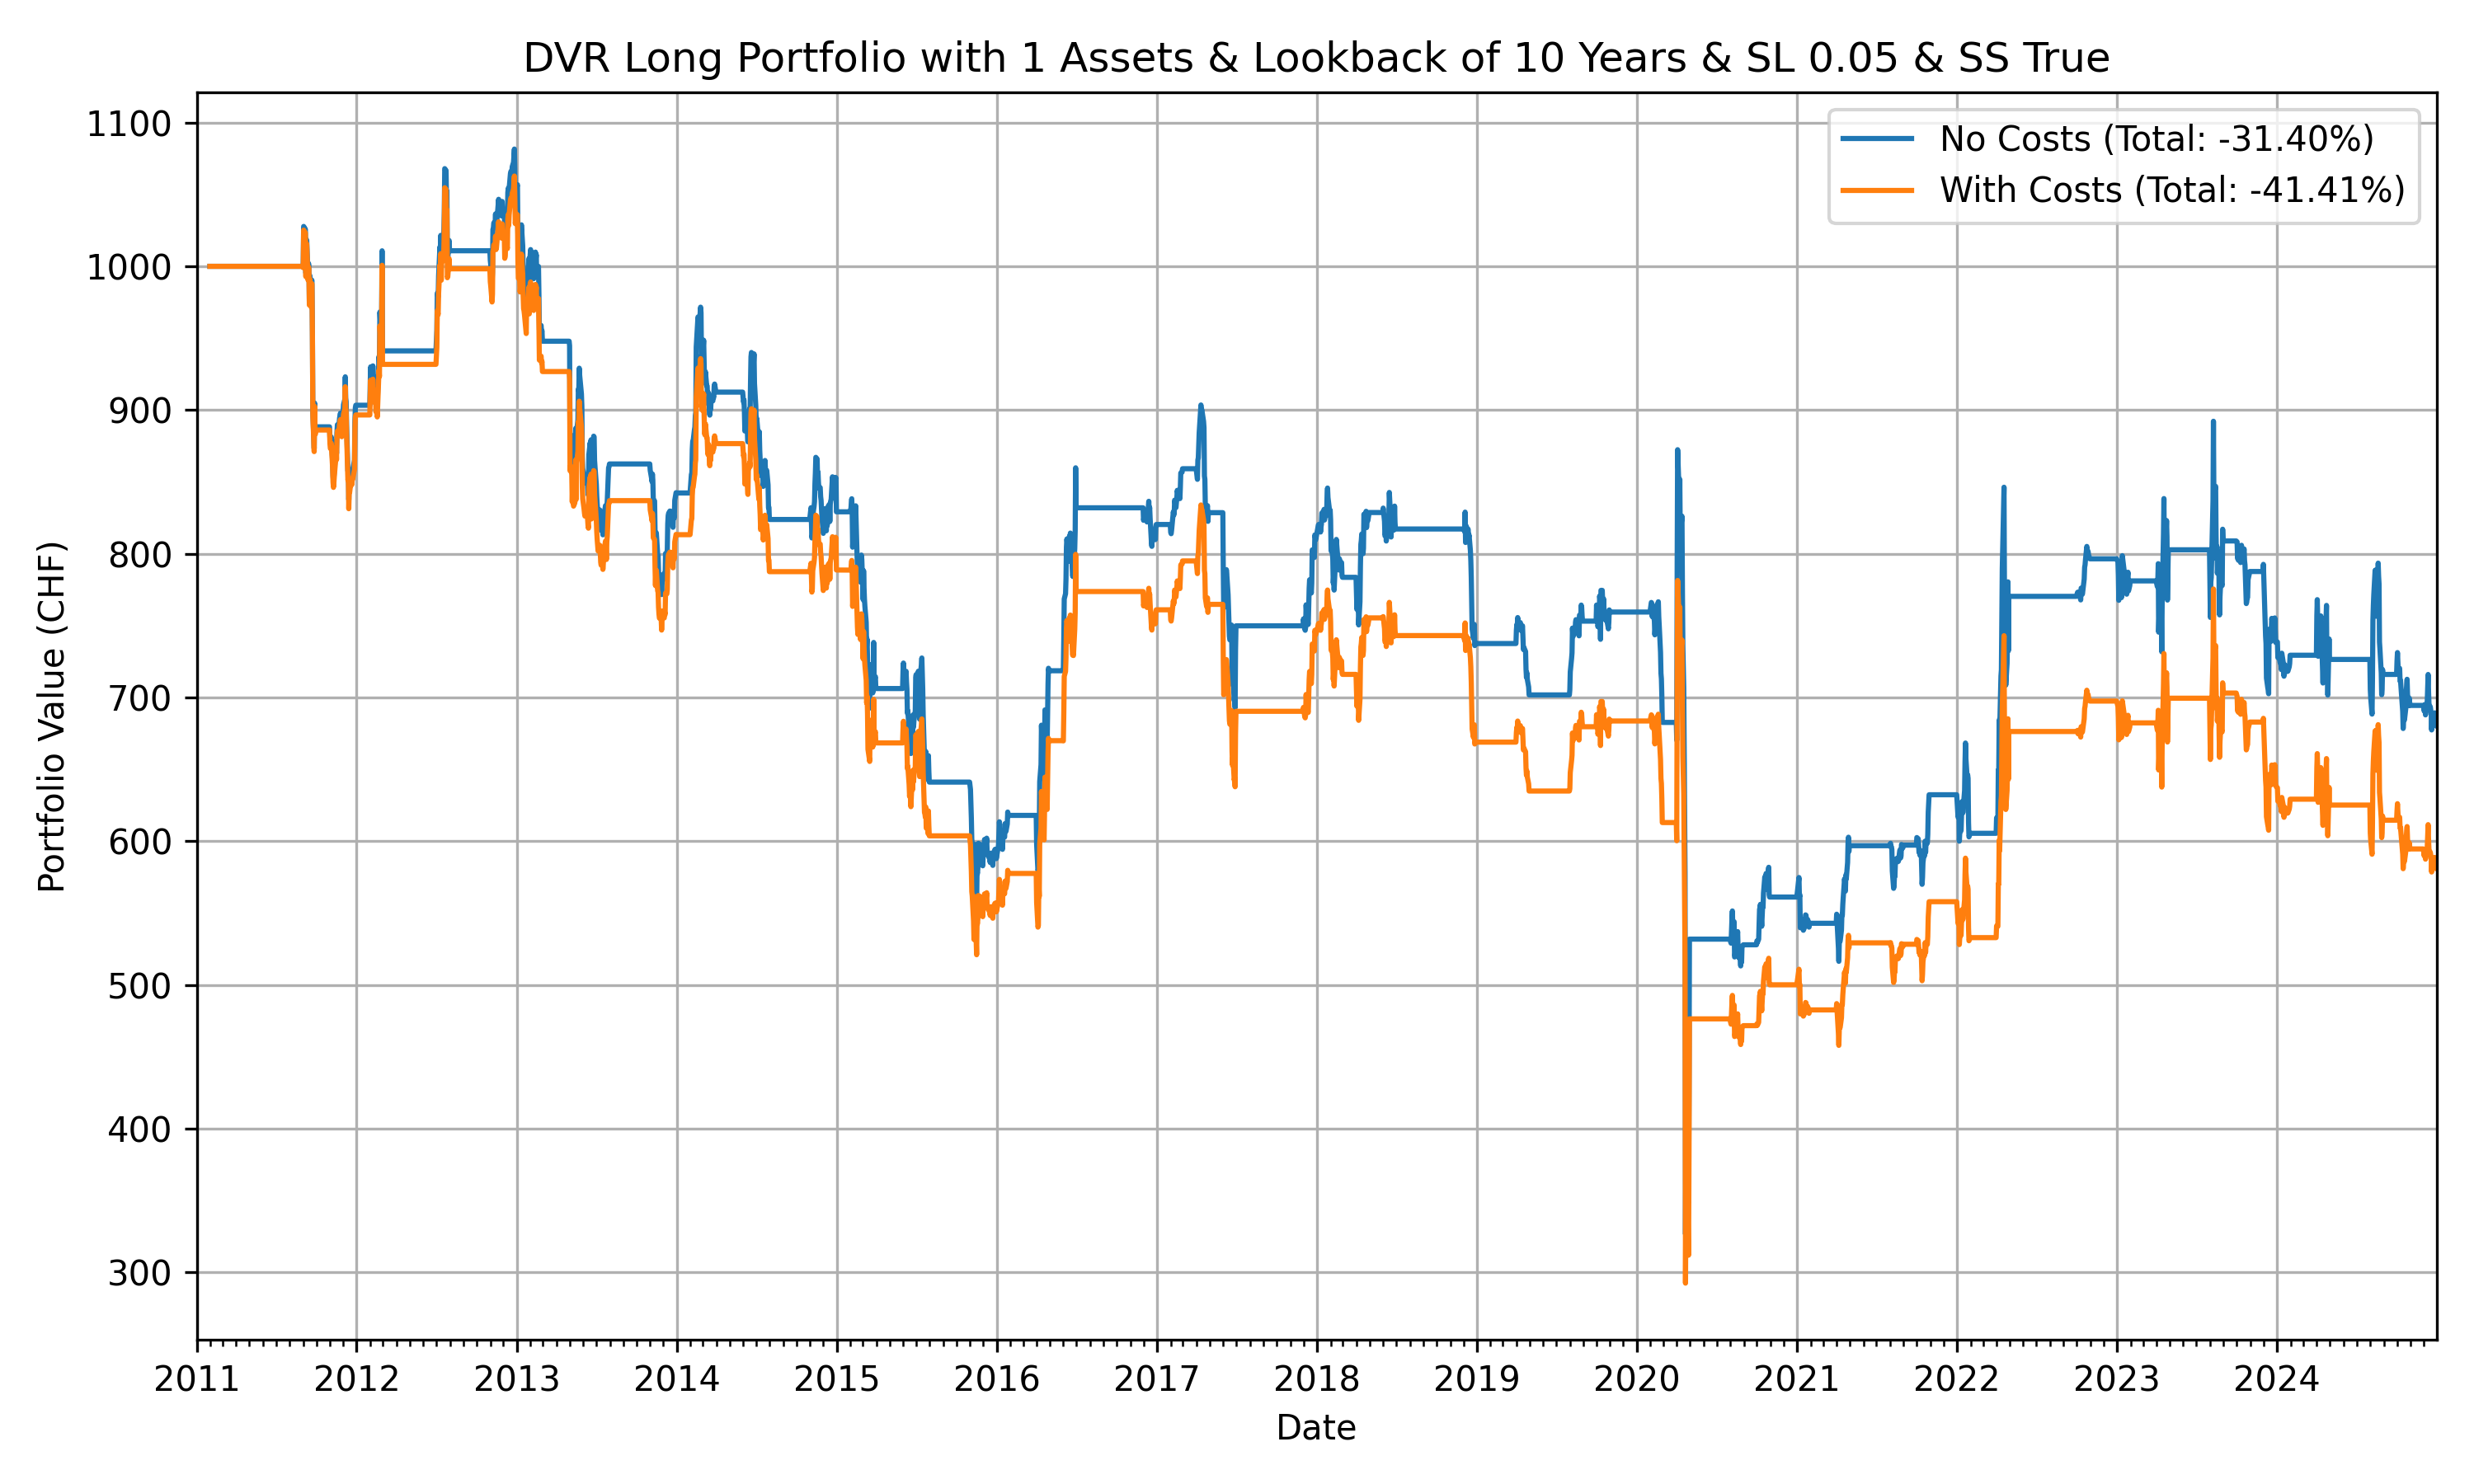 DVR Long Portfolio with 1 Assets & Lookback of 10 Years & SL 0.05 & SS True
No Costs (Total: -31.40%)
With Costs (Total: -41.41%)
Portfolio Value (CHF)
1100
1000
900
800
700
600
500
400
300
2011 2012 2013 2014 2015 2016 2017 2018 2019 2020 2021 2022 2023 2024
Date